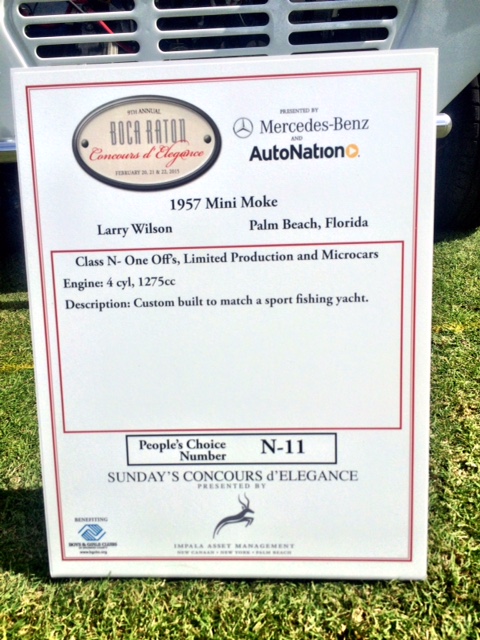 9TH ANNUAL
BOCA RATON
Concours d'Elegance
FEBRUARY 20, 21 & 22, 2015
PRESENTED BY
Mercedes-Benz
AND
AutoNation
1957 Mini Moke
Larry Wilson
Palm Beach, Florida
Class N- One Off's, Limited Production and Microcars
Engine: 4 cyl, 1275cc
Description: Custom built to match a sport fishing yacht.
People's Choice
Number
N-11
SUNDAY'S CONCOURS d'ELEGANCE
PRESENTED BY
IMPALA ASSET MANAGEMENT
NEW CANAAN • NEW YORK • PALM BEACH
BENEFITING
BOYS & GIRLS CLUBS